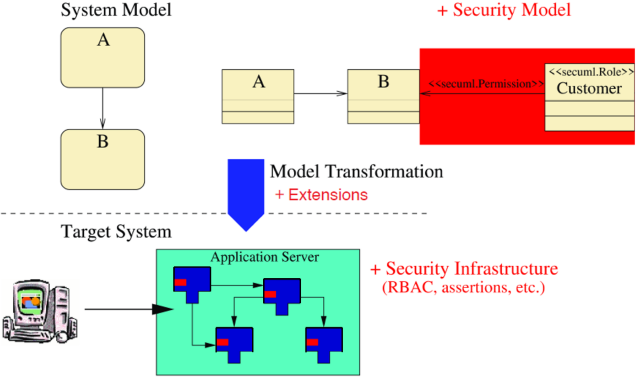 System Model
+ Security Model
A
B
A
B
<<secuml.Permission>>
<<secuml.Role>>
Customer
Model Transformation
+ Extensions
Target System
Application Server
+ Security Infrastructure
(RBAC, assertions, etc.)